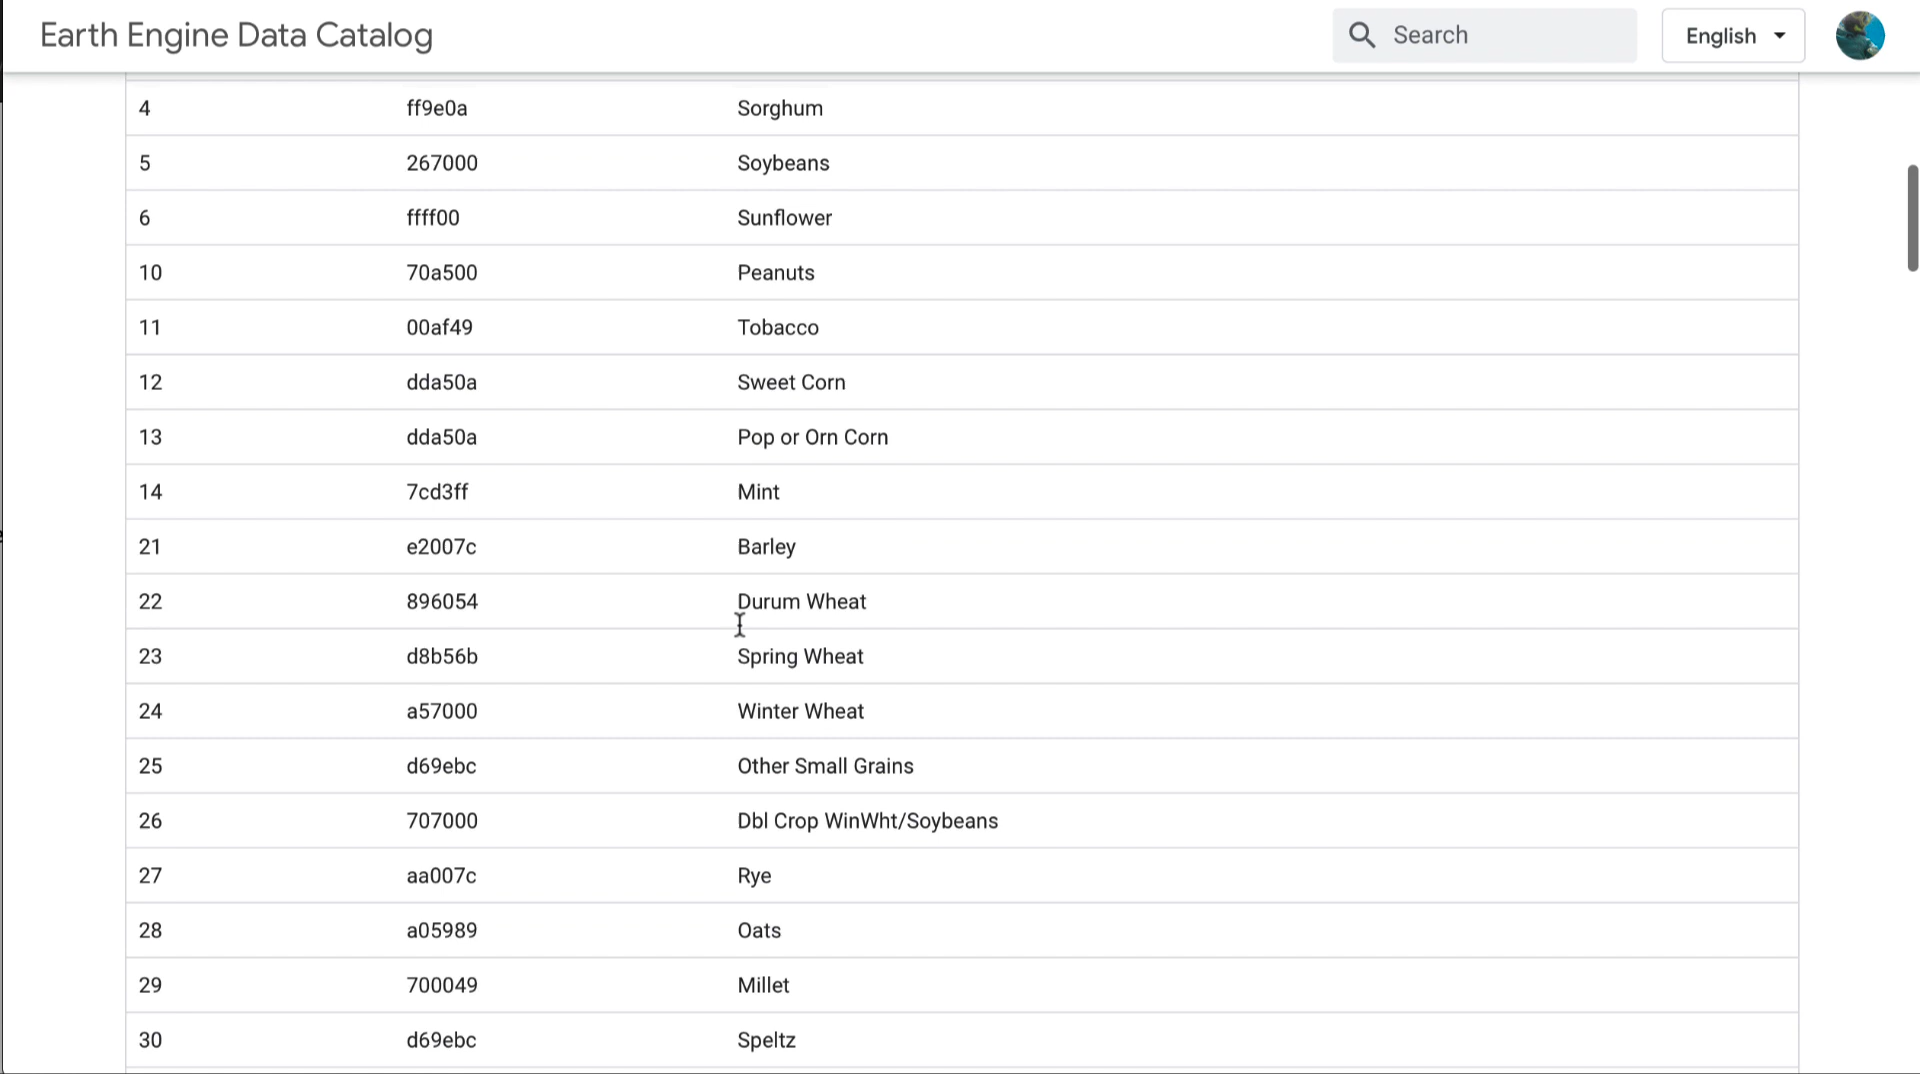 Earth Engine Data Catalog Search English
4 ff9e0a Sorghum
5 267000 Soybeans
6 ffff00 Sunflower
10 70a500 Peanuts
11 00af49 Tobacco
12 dda50a Sweet Corn
13 dda50a Pop or Orn Corn
14 7cd3ff Mint
21 e2007c Barley
22 896054 Durum Wheat
23 d8b56b Spring Wheat
24 a57000 Winter Wheat
25 d69ebc Other Small Grains
26 707000 Dbl Crop WinWht/Soybeans
27 aa007c Rye
28 a05989 Oats
29 700049 Millet
30 d69ebc Speltz